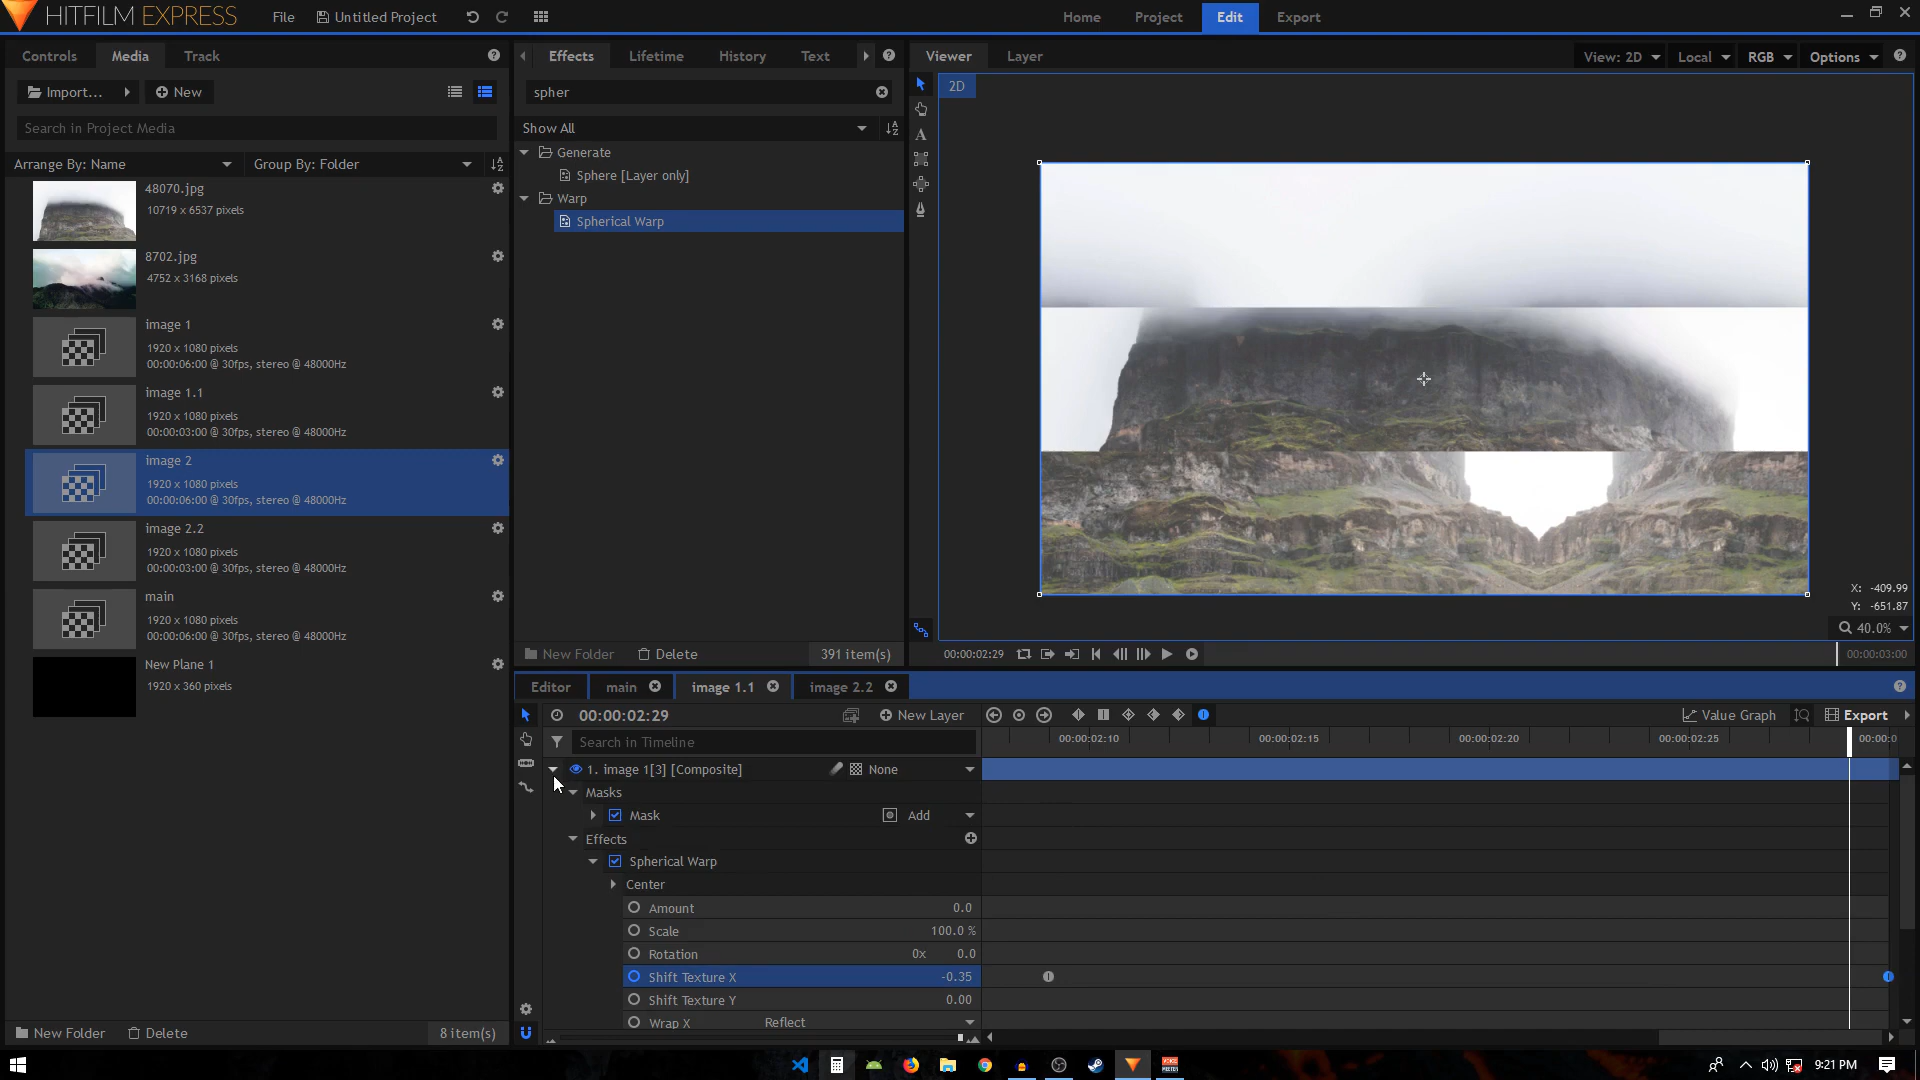 HITFILM EXPRESS
File
Untitled Project
Home
Project
Edit
Export
Controls
Media
Track
Import...
New
Search in Project Media
Arrange By: Name
Group By: Folder
48070.jpg
10719 x 6537 pixels
8702.jpg
4752 x 3168 pixels
image 1
1920 x 1080 pixels
00:00:06:00 @ 30fps, stereo @ 48000Hz
image 1.1
1920 x 1080 pixels
00:00:03:00 @ 30fps, stereo @ 48000Hz
image 2
1920 x 1080 pixels
00:00:06:00 @ 30fps, stereo @ 48000Hz
image 2.2
1920 x 1080 pixels
00:00:03:00 @ 30fps, stereo @ 48000Hz
main
1920 x 1080 pixels
00:00:06:00 @ 30fps, stereo @ 48000Hz
New Plane 1
1920 x 360 pixels
New Folder
Delete
8 item(s)
Effects
Lifetime
History
Text
spher
Show All
Generate
Sphere [Layer only]
Warp
Spherical Warp
New Folder
Delete
391 item(s)
Viewer
Layer
View: 2D
Local
RGB
Options
2D
A
X: -409.99
Y: -651.87
40.0%
00:00:02:29
00:00:03:00
Editor
main
image 1.1
image 2.2
00:00:02:29
New Layer
Value Graph
Export
Search in Timeline
00:00:02:10
00:00:02:15
00:00:02:20
00:00:02:25
00:00:0
1. image 1[3] [Composite]
None
Masks
Mask
Add
Effects
Spherical Warp
Center
Amount
0.0
Scale
100.0 %
Rotation
0x 0.0
Shift Texture X
-0.35
Shift Texture Y
0.00
Wrap X
Reflect
9:21 PM